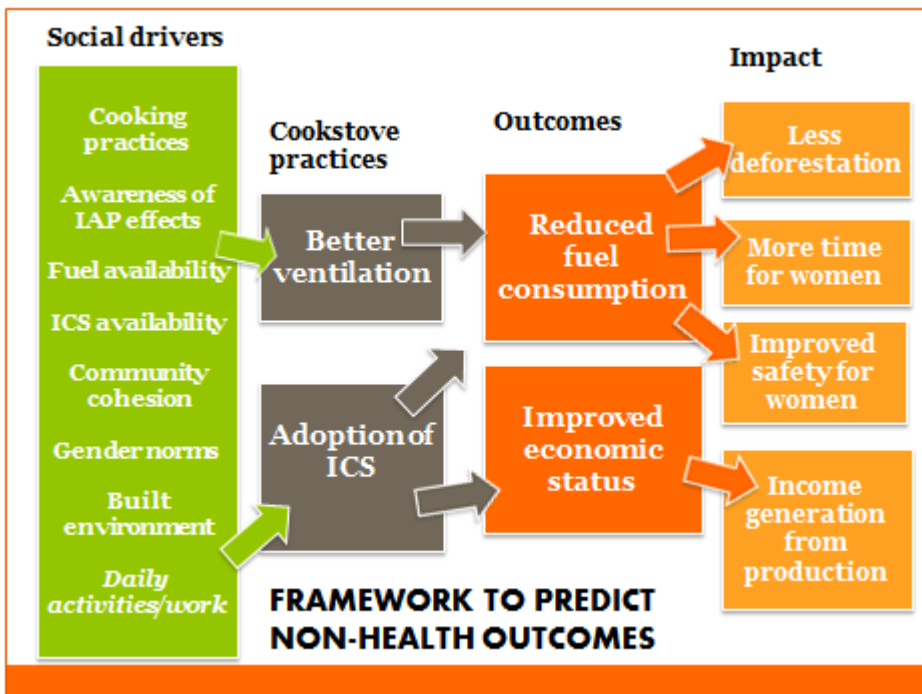 Social drivers
Cooking
practices
Awareness of
IAP effects
Fuel availability
ICS availability
Community
cohesion
Gender norms
Built
environment
Daily
activities/work
Cookstove
practices
Better
ventilation
Adoption of
ICS
Outcomes
Reduced
fuel
consumption
Improved
economic
status
Impact
Less
deforestation
More time
for women
Improved
safety for
women
Income
generation
from
production
FRAMEWORK TO PREDICT
NON-HEALTH OUTCOMES